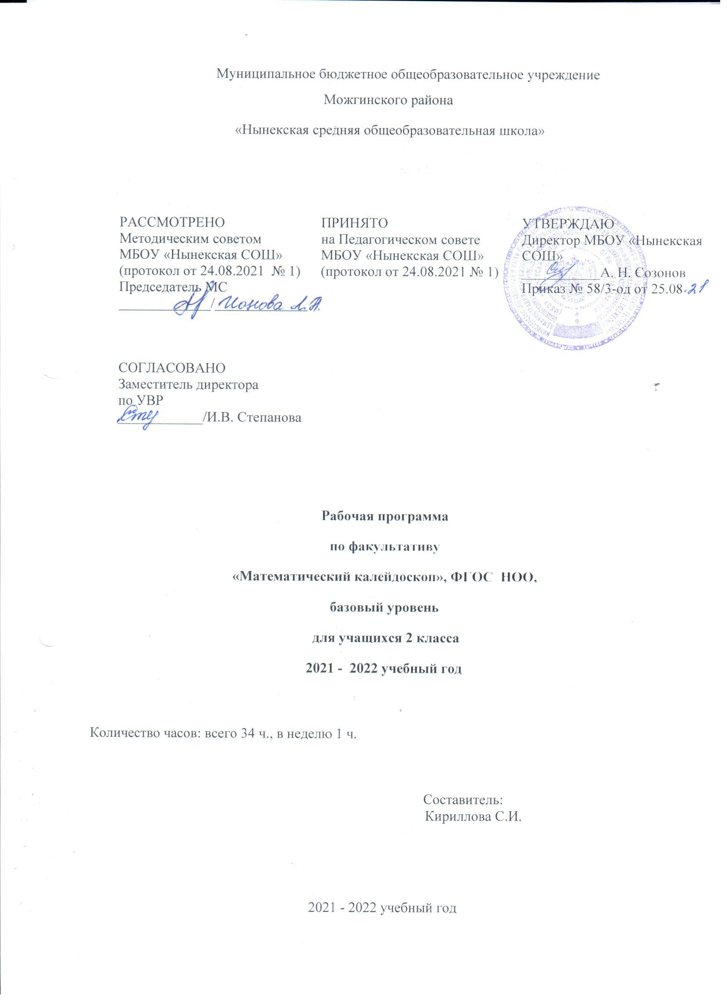 Муниципальное бюджетное общеобразовательное учреждение
Можгинского района
«Нынекская средняя общеобразовательная школа»
РАССМОТРЕНО
Методическим советом
МБОУ «Нынекская СОШ»
(протокол от 24.08.2021 № 1)
Председатель МС
____________/ Ионова Л.А.
ПРИНЯТО
на Педагогическом совете
МБОУ «Нынекская СОШ»
(протокол от 24.08.2021 № 1)
УТВЕРЖДАЮ
Директор МБОУ «Нынекская
СОШ»
___________А. Н. Созонов
Приказ № 58/3-од от 25.08.21
СОГЛАСОВАНО
Заместитель директора
по УВР
____________/И.В. Степанова
Рабочая программа
по факультативу
«Математический калейдоскоп», ФГОС НОО,
базовый уровень
для учащихся 2 класса
2021 - 2022 учебный год
Количество часов: всего 34 ч., в неделю 1 ч.
Составитель:
Кириллова С.И.
2021 - 2022 учебный год